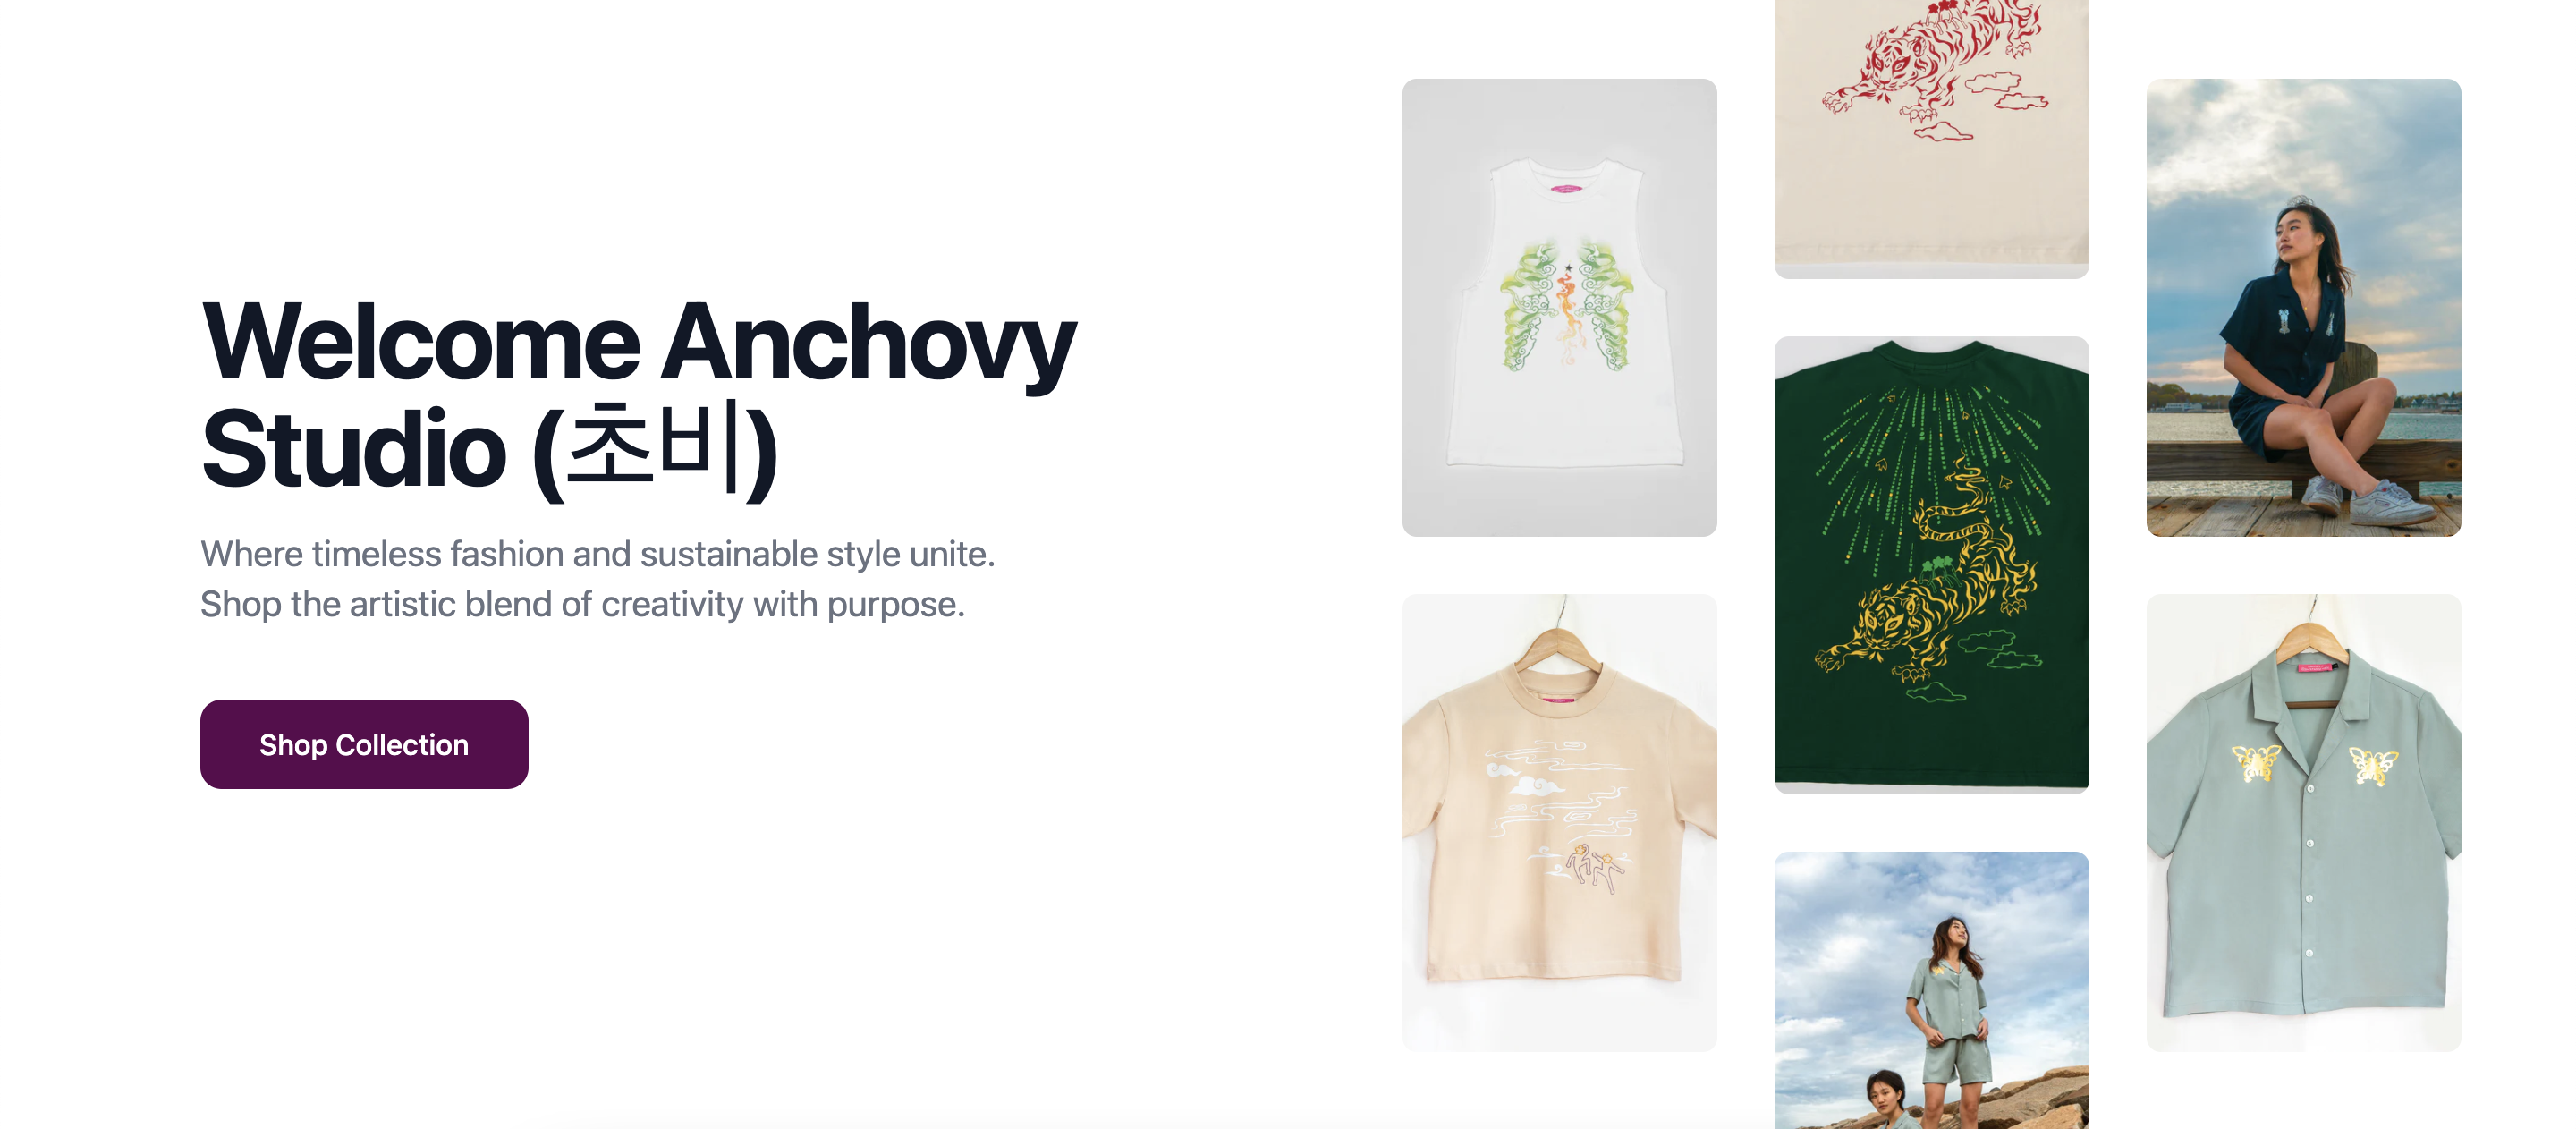 Welcome Anchovy
Studio (초비)
Where timeless fashion and sustainable style unite.
Shop the artistic blend of creativity with purpose.
Shop Collection